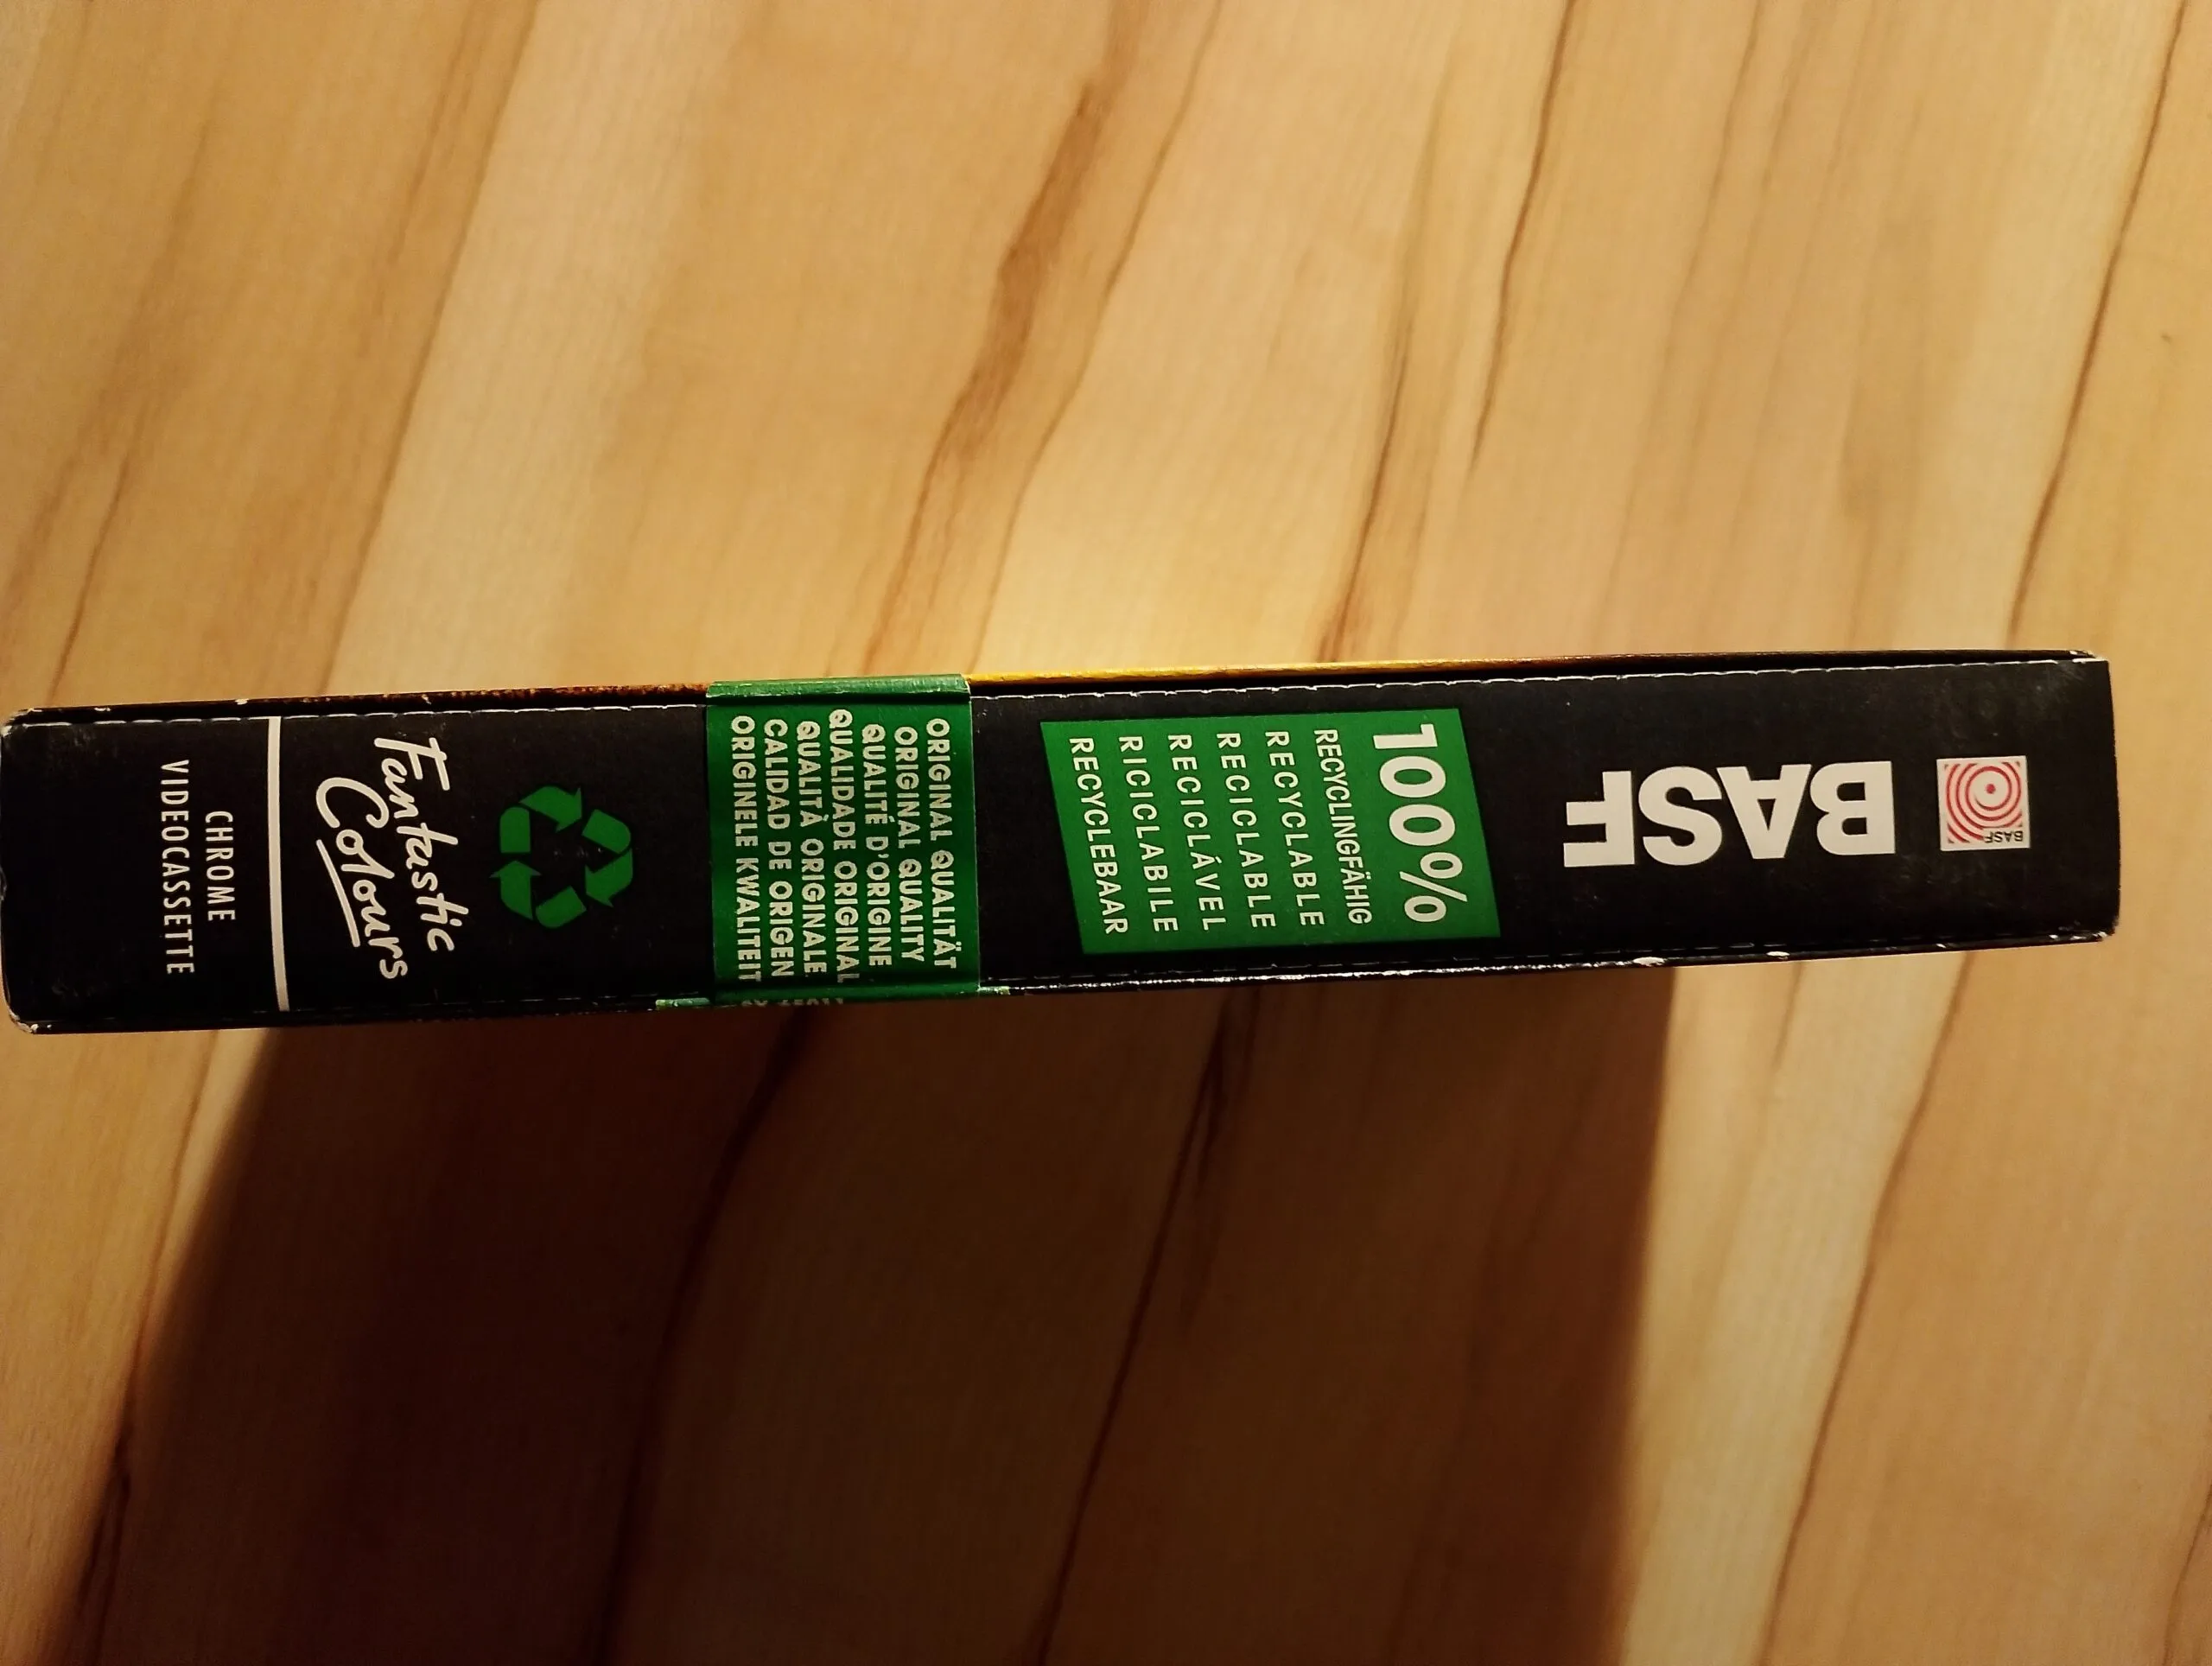 BASF
BASF
100%
RECYCLINGFÄHIG
RECYCLABLE
RECICLABLE
RECICLÁVEL
RICICLABILE
RECYCLEBAAR
ORIGINAL QUALITÄT
ORIGINAL QUALITY
QUALITÉ D'ORIGINE
QUALIDADE ORIGINAL
QUALITÀ ORIGINALE
CALIDAD DE ORIGEN
ORIGINELE KWALITEIT
Fantastic
Colours
CHROME
VIDEOCASSETTE